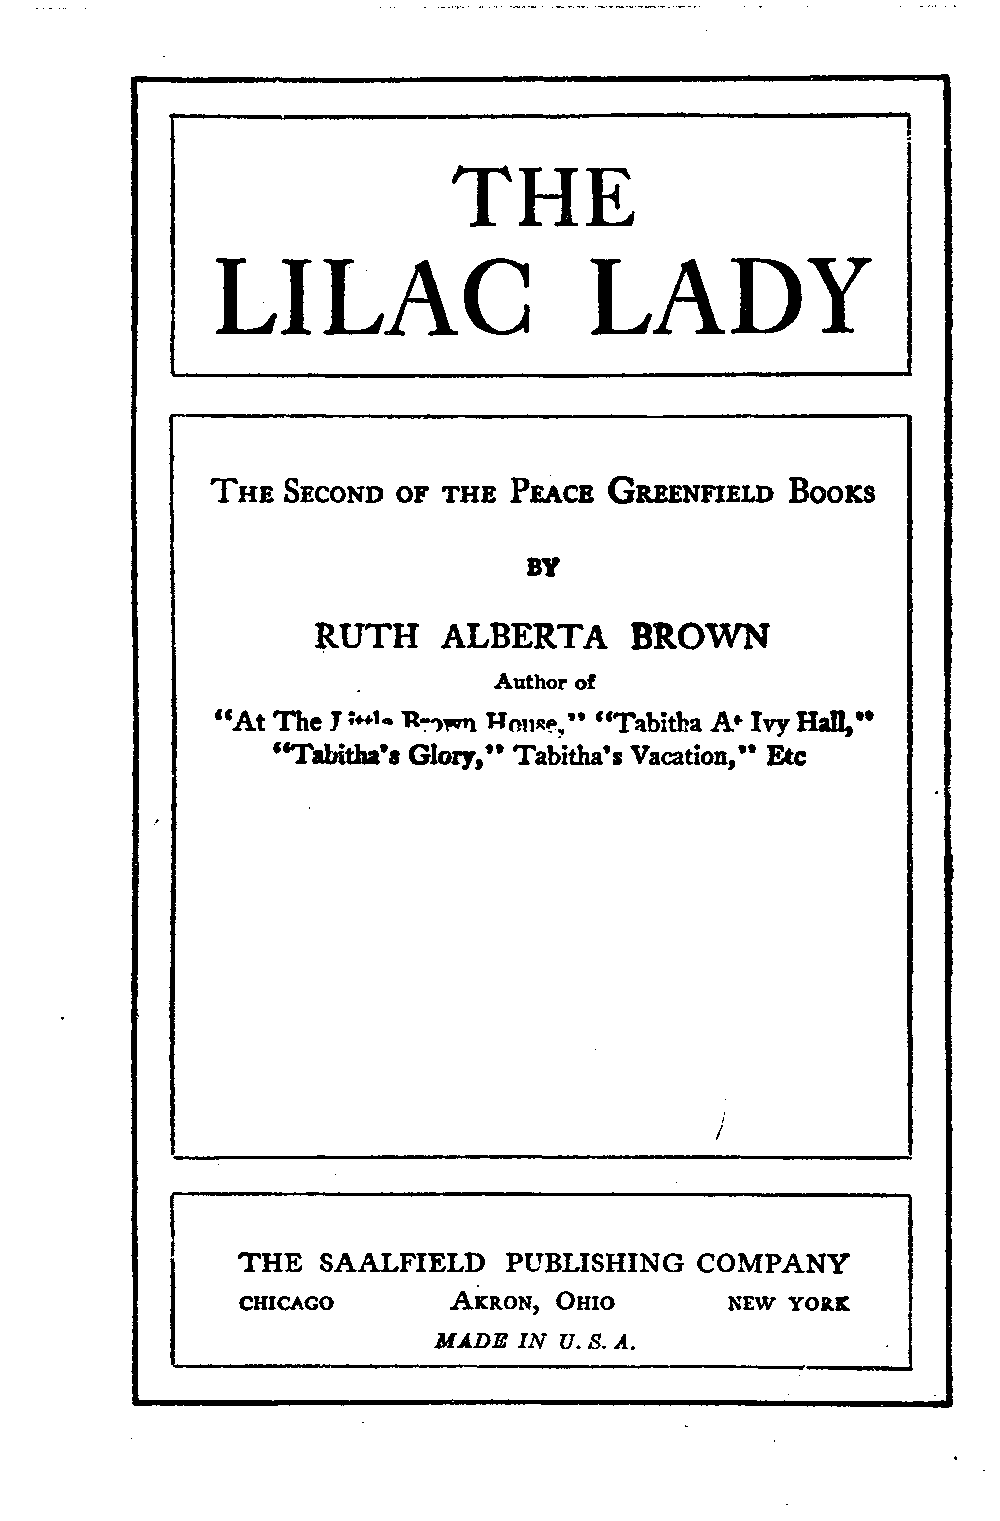 THE
LILAC LADY
THE SECOND OF THE PEACE GREENFIELD BOOKS
BY
RUTH ALBERTA BROWN
Author of
“At The Little Brown House,” “Tabitha At Ivy Hall,”
“Tabitha's Glory,” Tabitha's Vacation,” Etc
THE SAALFIELD PUBLISHING COMPANY
CHICAGO AKRON, OHIO NEW YORK
MADE IN U. S. A.